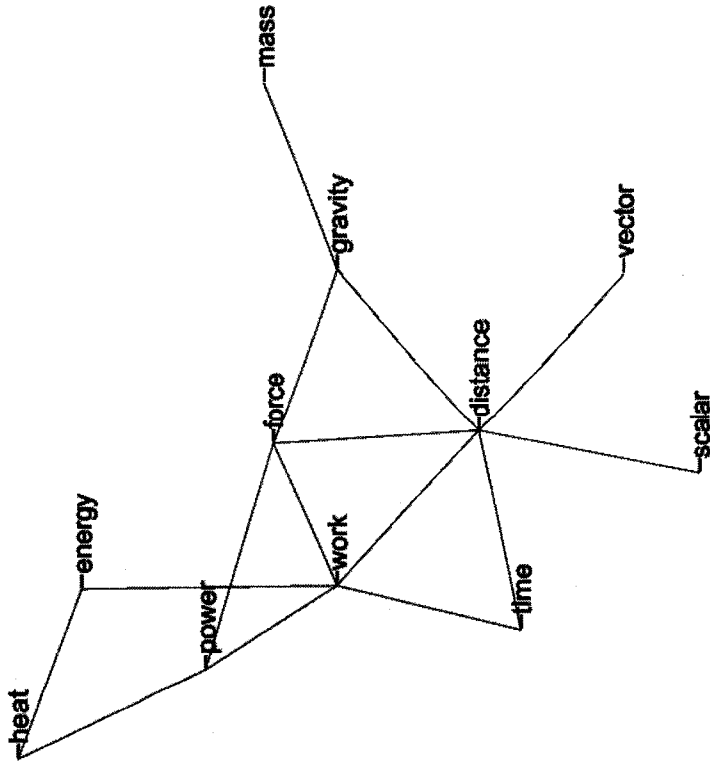 mass
gravity
vector
force
distance
scalar
energy
work
power
time
heat